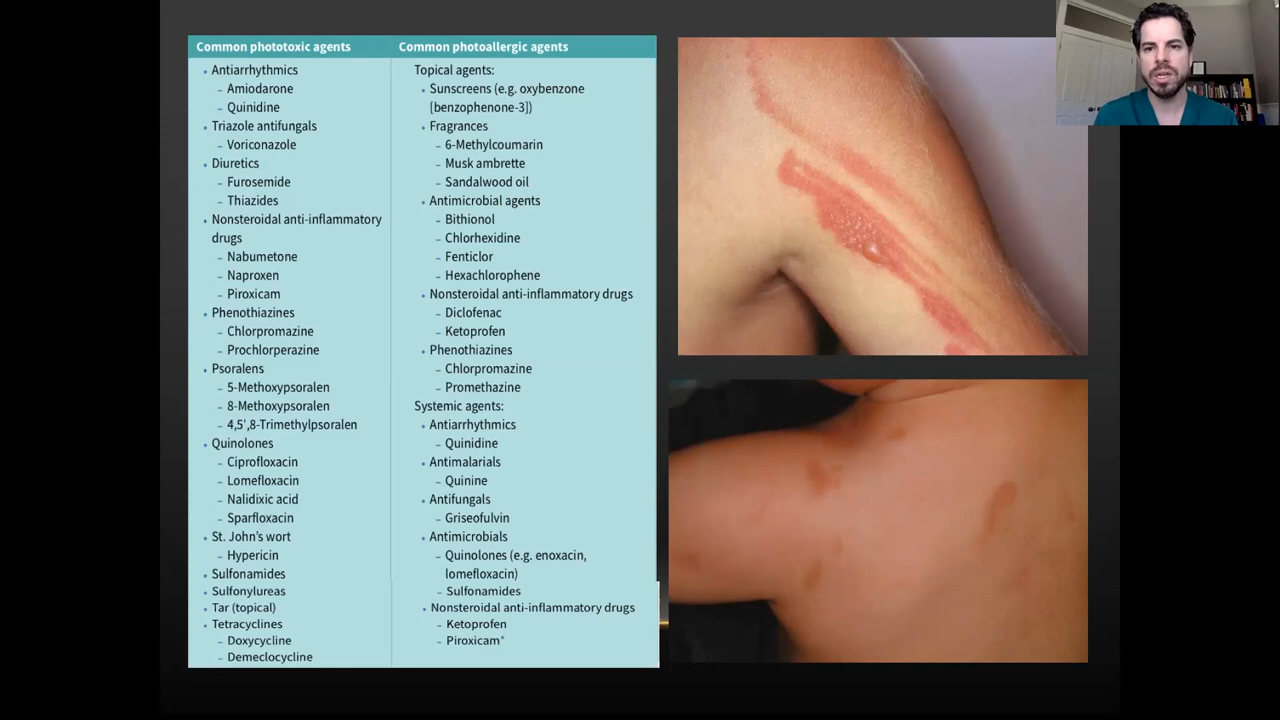 Common phototoxic agents
• Antiarrhythmics
– Amiodarone
– Quinidine
• Triazole antifungals
– Voriconazole
• Diuretics
– Furosemide
– Thiazides
• Nonsteroidal anti-inflammatory
drugs
– Nabumetone
– Naproxen
– Piroxicam
• Phenothiazines
– Chlorpromazine
– Prochlorperazine
• Psoralens
– 5-Methoxypsoralen
– 8-Methoxypsoralen
– 4,5′,8-Trimethylpsoralen
• Quinolones
– Ciprofloxacin
– Lomefloxacin
– Nalidixic acid
– Sparfloxacin
• St. John’s wort
– Hypericin
• Sulfonamides
• Sulfonylureas
• Tar (topical)
• Tetracyclines
– Doxycycline
– Demeclocycline
Common photoallergic agents
Topical agents:
• Sunscreens (e.g. oxybenzone
[benzophenone-3])
• Fragrances
– 6-Methylcoumarin
– Musk ambrette
– Sandalwood oil
• Antimicrobial agents
– Bithionol
– Chlorhexidine
– Fenticlor
– Hexachlorophene
• Nonsteroidal anti-inflammatory drugs
– Diclofenac
– Ketoprofen
• Phenothiazines
– Chlorpromazine
– Promethazine
Systemic agents:
• Antiarrhythmics
– Quinidine
• Antimalarials
– Quinine
• Antifungals
– Griseofulvin
• Antimicrobials
– Quinolones (e.g. enoxacin,
lomefloxacin)
– Sulfonamides
• Nonsteroidal anti-inflammatory drugs
– Ketoprofen
– Piroxicam*